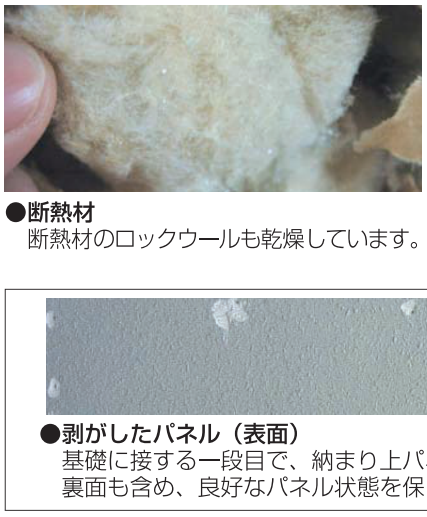 ●断熱材
断熱材のロックウールも乾燥しています。
●剥がしたパネル（表面）
基礎に接する一段目で、納まり上パ
裏面も含め、良好なパネル状態を保